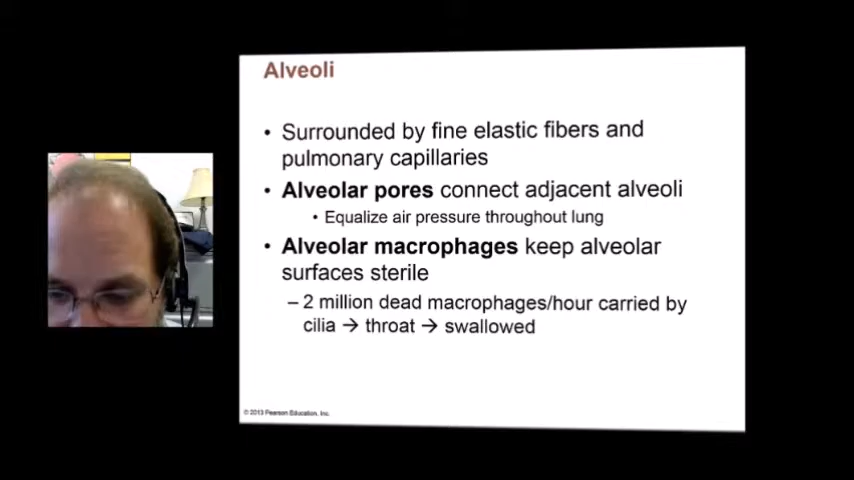 Alveoli
• Surrounded by fine elastic fibers and
pulmonary capillaries
• Alveolar pores connect adjacent alveoli
• Equalize air pressure throughout lung
• Alveolar macrophages keep alveolar
surfaces sterile
– 2 million dead macrophages/hour carried by
cilia → throat → swallowed
© 2013 Pearson Education, Inc.